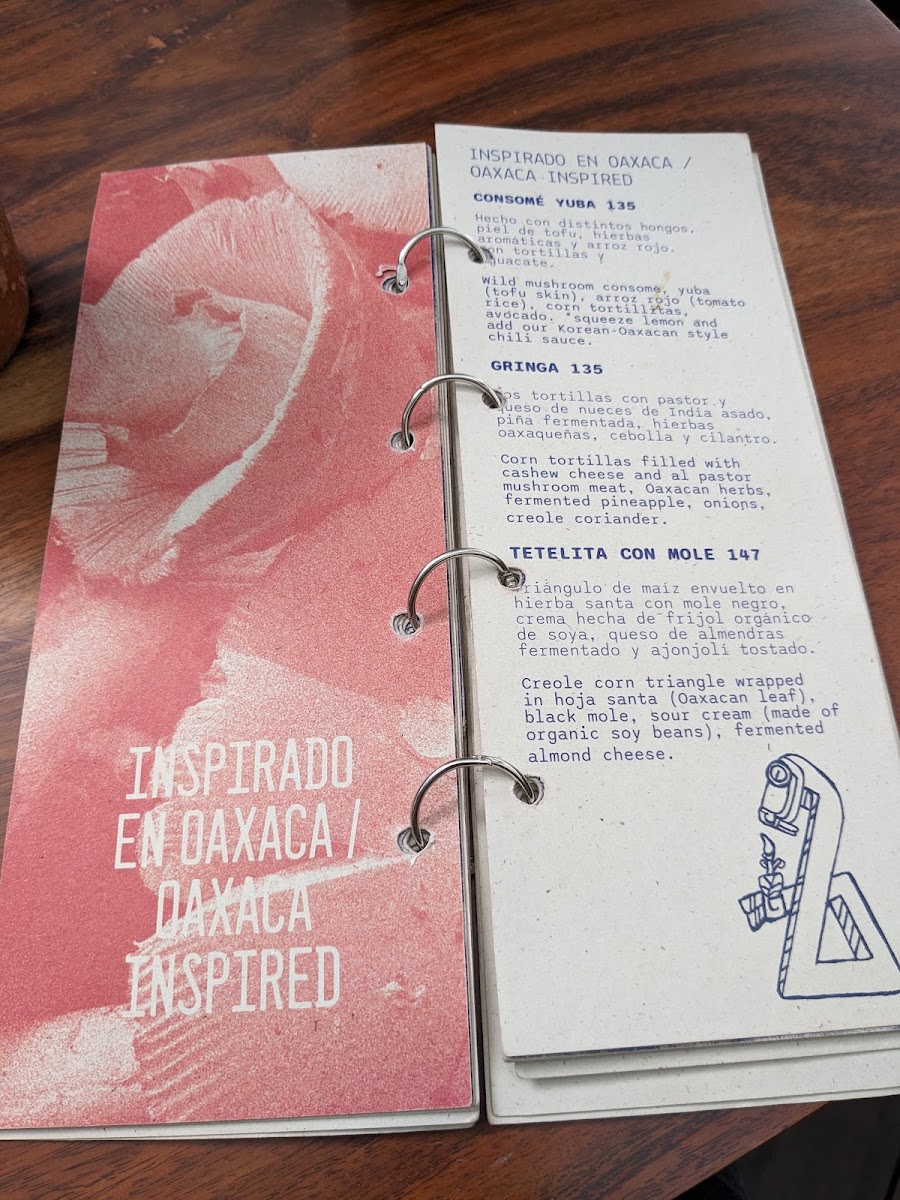 INSPIRADO
EN OAXACA /
OAXACA
INSPIRED
INSPIRADO EN OAXACA /
OAXACA INSPIRED
CONSOMÉ YUBA 135
Hecho con distintos hongos,
piel de tofu, hierbas
aromáticas y arroz rojo.
con tortillas y
aguacate.
Wild mushroom consomé, yuba
(tofu skin), arroz rojo (tomato
rice), corn tortillitas,
avocado. *squeeze lemon and
add our Korean-Oaxacan style
chili sauce.
GRINGA 135
Dos tortillas con pastor y
queso de nueces de India asado,
piña fermentada, hierbas
oaxaqueñas, cebolla y cilantro.
Corn tortillas filled with
cashew cheese and al pastor
mushroom meat, Oaxacan herbs,
fermented pineapple, onions,
creole coriander.
TETELITA CON MOLE 147
Triángulo de maíz envuelto en
hierba santa con mole negro,
crema hecha de frijol orgánico
de soya, queso de almendras
fermentado y ajonjolí tostado.
Creole corn triangle wrapped
in hoja santa (Oaxacan leaf),
black mole, sour cream (made of
organic soy beans), fermented
almond cheese.